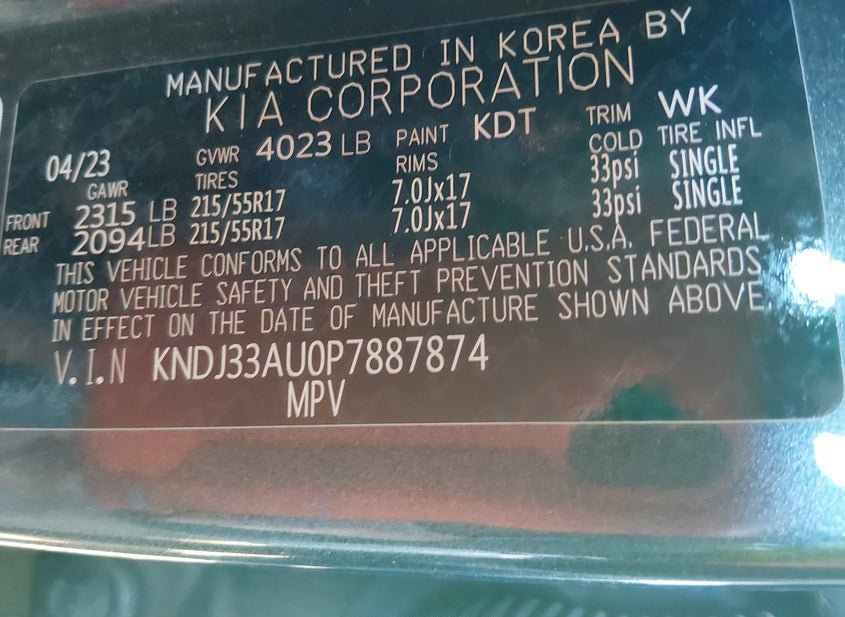 MANUFACTURED IN KOREA BY
KIA CORPORATION
04/23 GVWR 4023 LB PAINT KDT TRIM WK
GAWR TIRES RIMS COLD TIRE INFL
FRONT 2315 LB 215/55R17 7.0Jx17 33psi SINGLE
REAR 2094 LB 215/55R17 7.0Jx17 33psi SINGLE
THIS VEHICLE CONFORMS TO ALL APPLICABLE U.S.A. FEDERAL
MOTOR VEHICLE SAFETY AND THEFT PREVENTION STANDARDS
IN EFFECT ON THE DATE OF MANUFACTURE SHOWN ABOVE.
V.I.N KNDJ33AU0P7887874
MPV